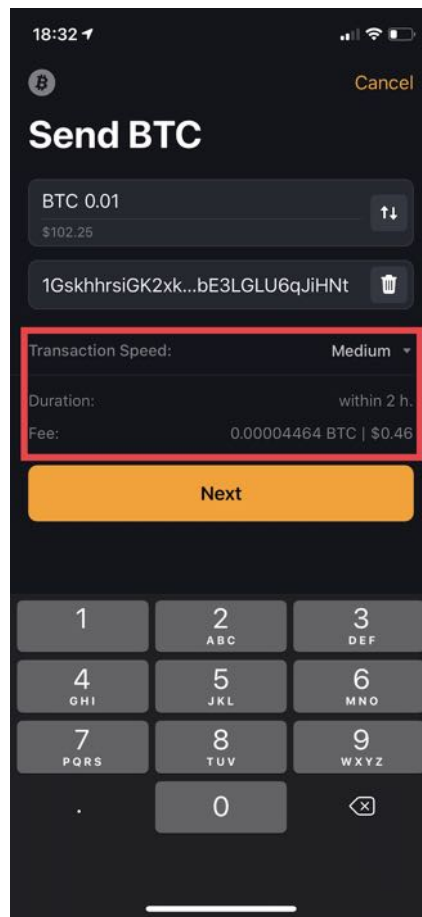 18:32
Cancel
Send BTC
BTC 0.01
$102.25
1GskhhrsiGK2xk...bE3LGLU6qJiHNt
Transaction Speed: Medium
Duration: within 2 h.
Fee: 0.00004464 BTC | $0.46
Next
1 2 3
ABC DEF
4 5 6
GHI JKL MNO
7 8 9
PQRS TUV WXYZ
. 0